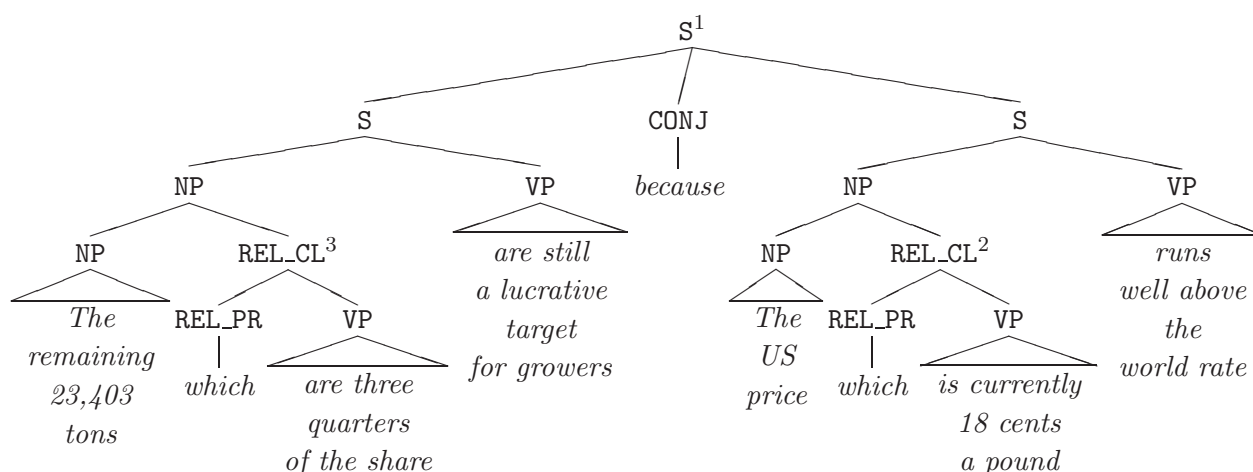 S1
S CONJ S
NP VP because NP VP
NP REL_CL3 are still NP REL_CL2 runs
The REL_PR VP a lucrative The REL_PR VP well above
remaining target US the
23,403 which are three for growers price which is currently world rate
tons quarters 18 cents
of the share a pound